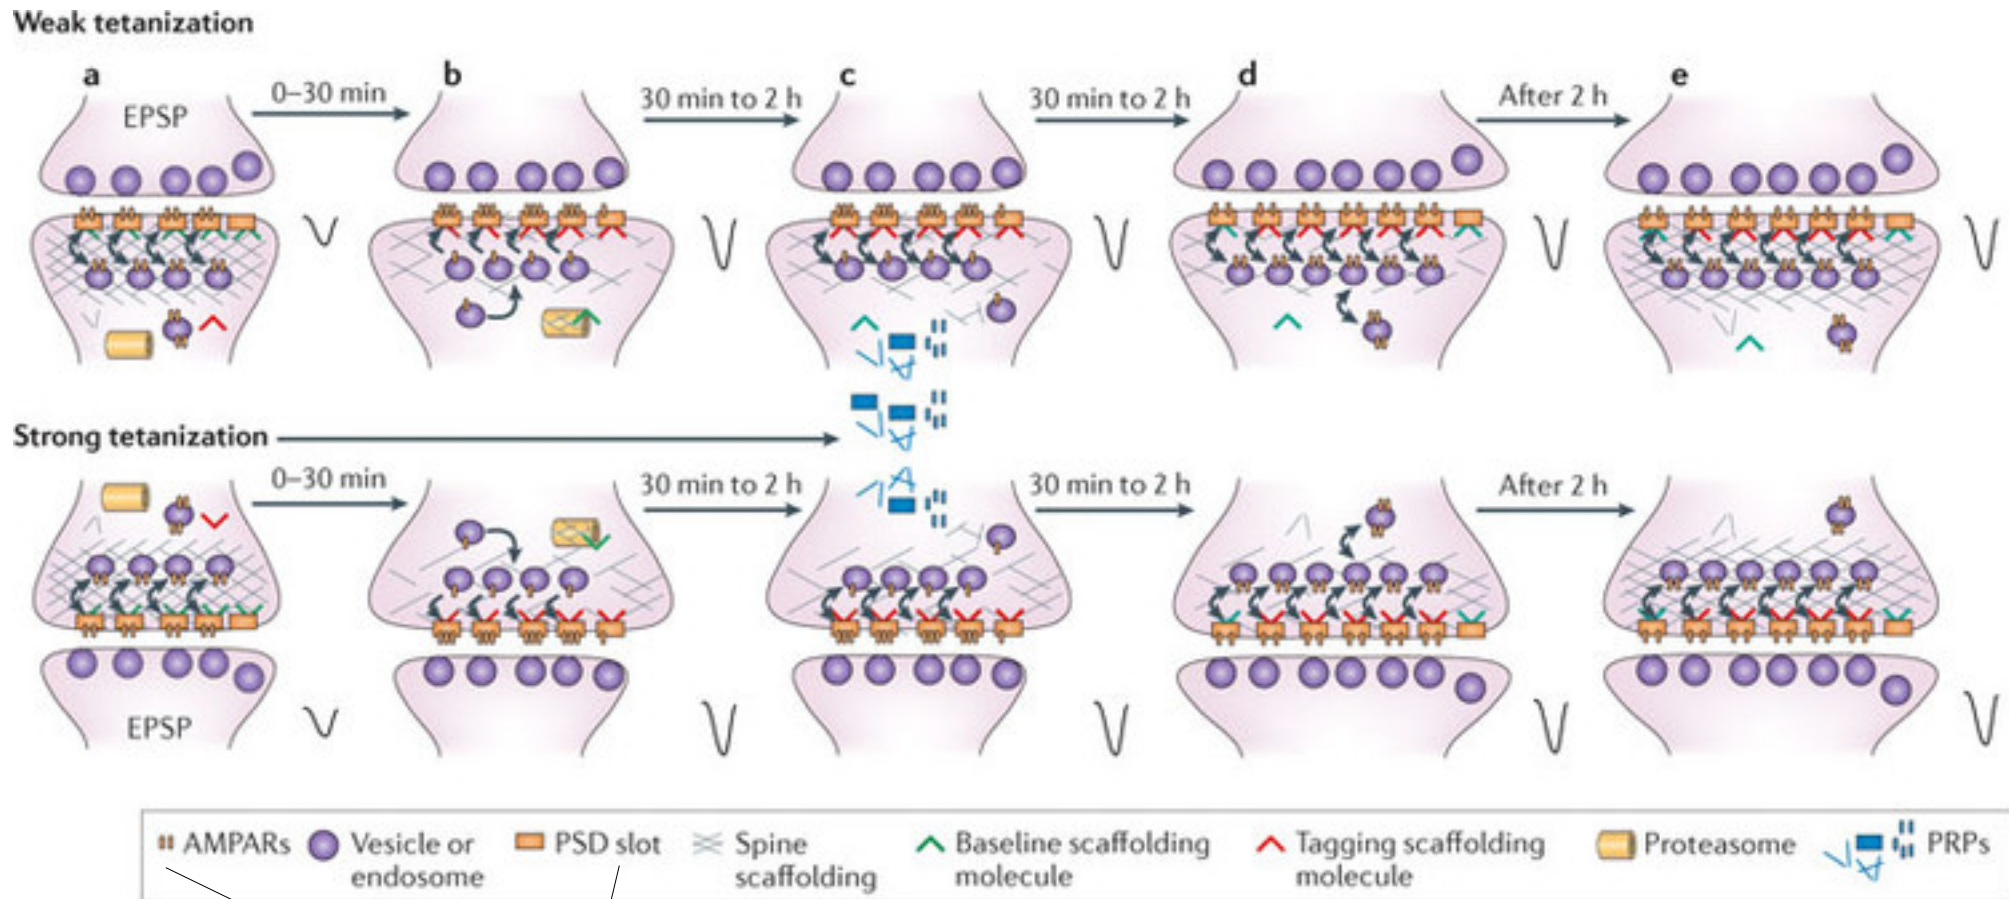 Weak tetanization
a
b
c
d
e
EPSP
0–30 min
30 min to 2 h
30 min to 2 h
After 2 h
Strong tetanization
0–30 min
30 min to 2 h
30 min to 2 h
After 2 h
EPSP
AMPARs
Vesicle or
endosome
PSD slot
Spine
scaffolding
Baseline scaffolding
molecule
Tagging scaffolding
molecule
Proteasome
PRPs